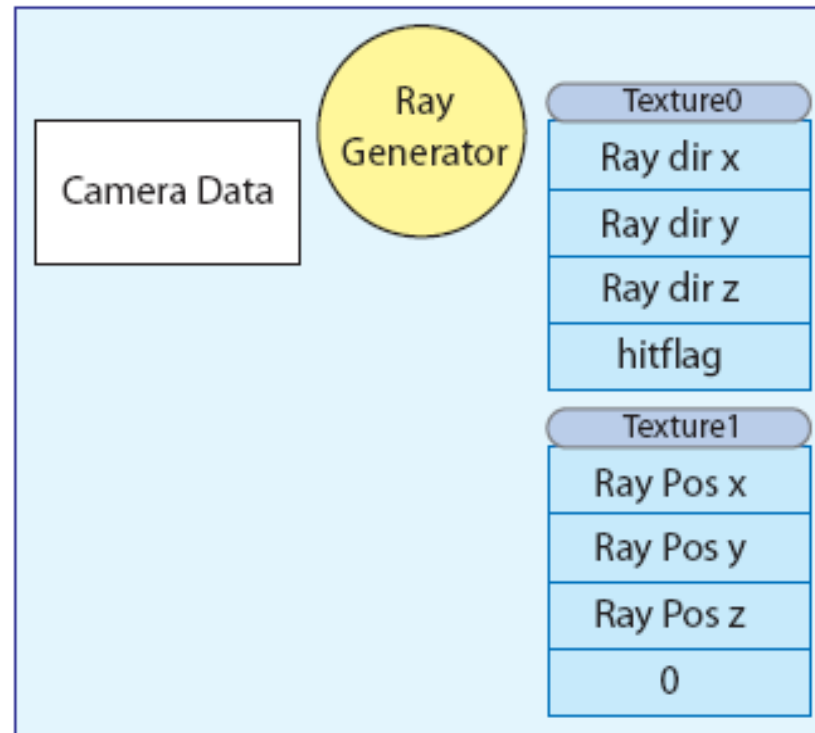 Camera Data
Ray
Generator
Texture0
Ray dir x
Ray dir y
Ray dir z
hitflag
Texture1
Ray Pos x
Ray Pos y
Ray Pos z
0